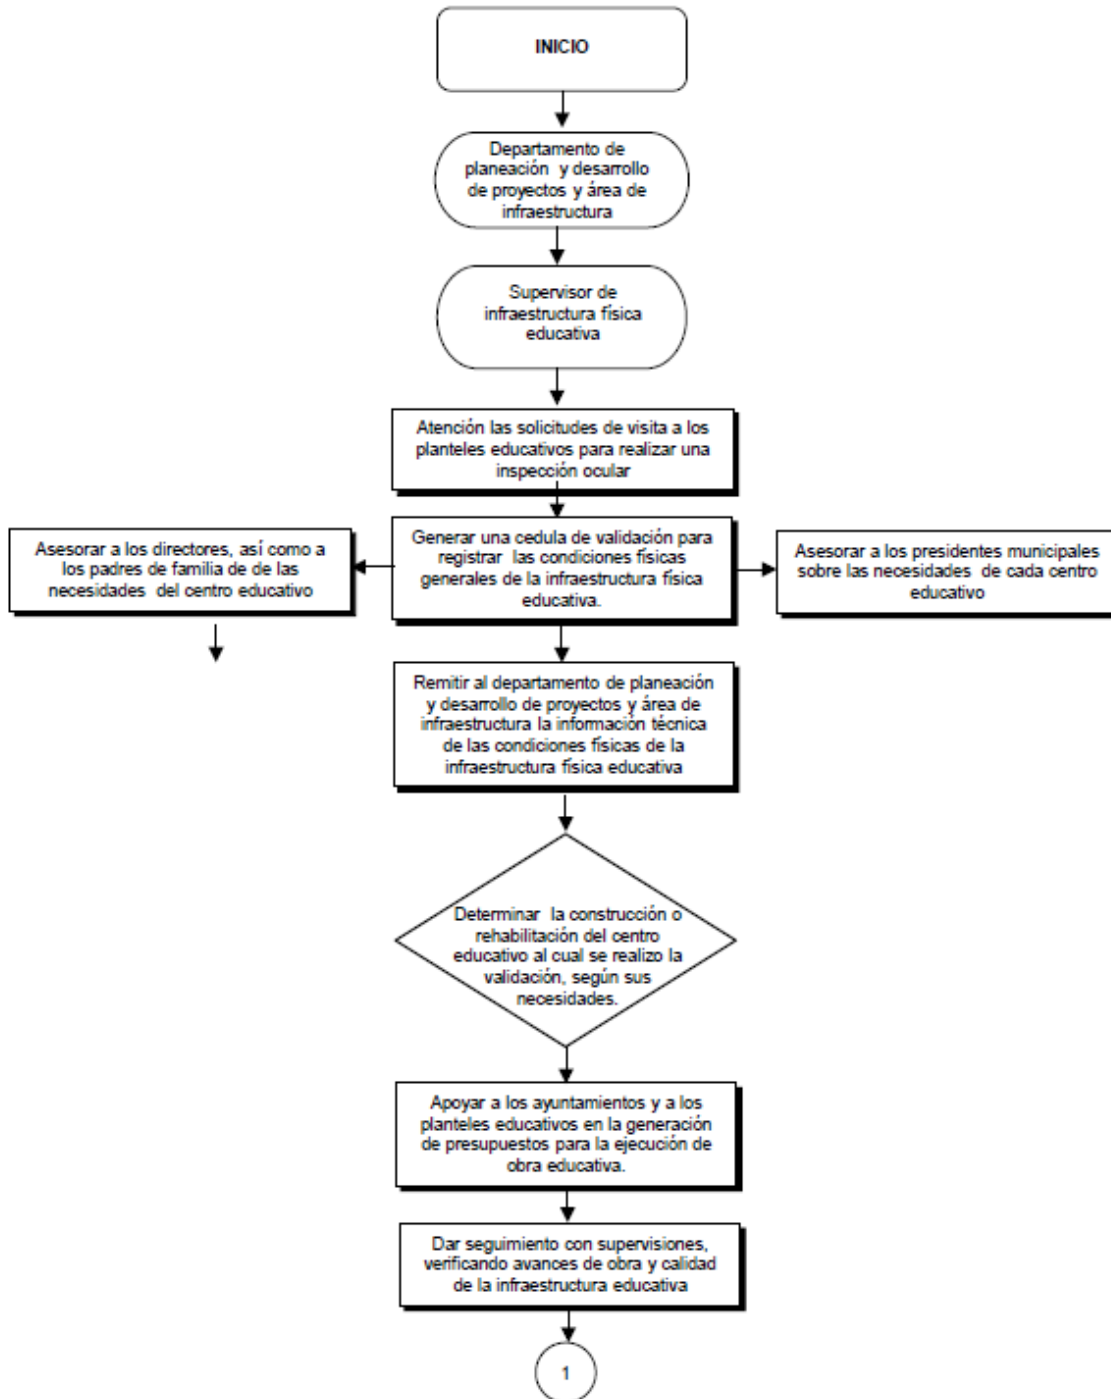 INICIO
Departamento de
planeación y desarrollo
de proyectos y área de
infraestructura
Supervisor de
infraestructura física
educativa
Atención las solicitudes de visita a los
planteles educativos para realizar una
inspección ocular
Asesorar a los directores, así como a
los padres de familia de de las
necesidades del centro educativo
Generar una cedula de validación para
registrar las condiciones físicas
generales de la infraestructura física
educativa.
Asesorar a los presidentes municipales
sobre las necesidades de cada centro
educativo
Remitir al departamento de planeación
y desarrollo de proyectos y área de
infraestructura la información técnica
de las condiciones físicas de la
infraestructura física educativa
Determinar la construcción o
rehabilitación del centro
educativo al cual se realizo la
validación, según sus
necesidades.
Apoyar a los ayuntamientos y a los
planteles educativos en la generación
de presupuestos para la ejecución de
obra educativa.
Dar seguimiento con supervisiones,
verificando avances de obra y calidad
de la infraestructura educativa
1